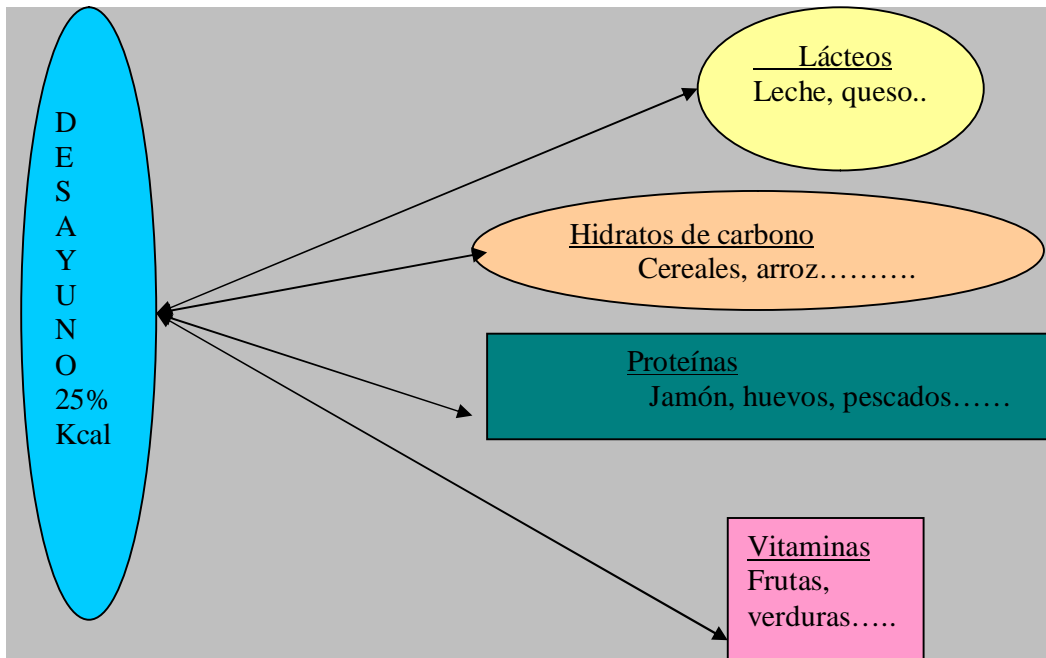 D
E
S
A
Y
U
N
O
25%
Kcal
Lácteos
Leche, queso..
Hidratos de carbono
Cereales, arroz……….
Proteínas
Jamón, huevos, pescados……
Vitaminas
Frutas,
verduras…..